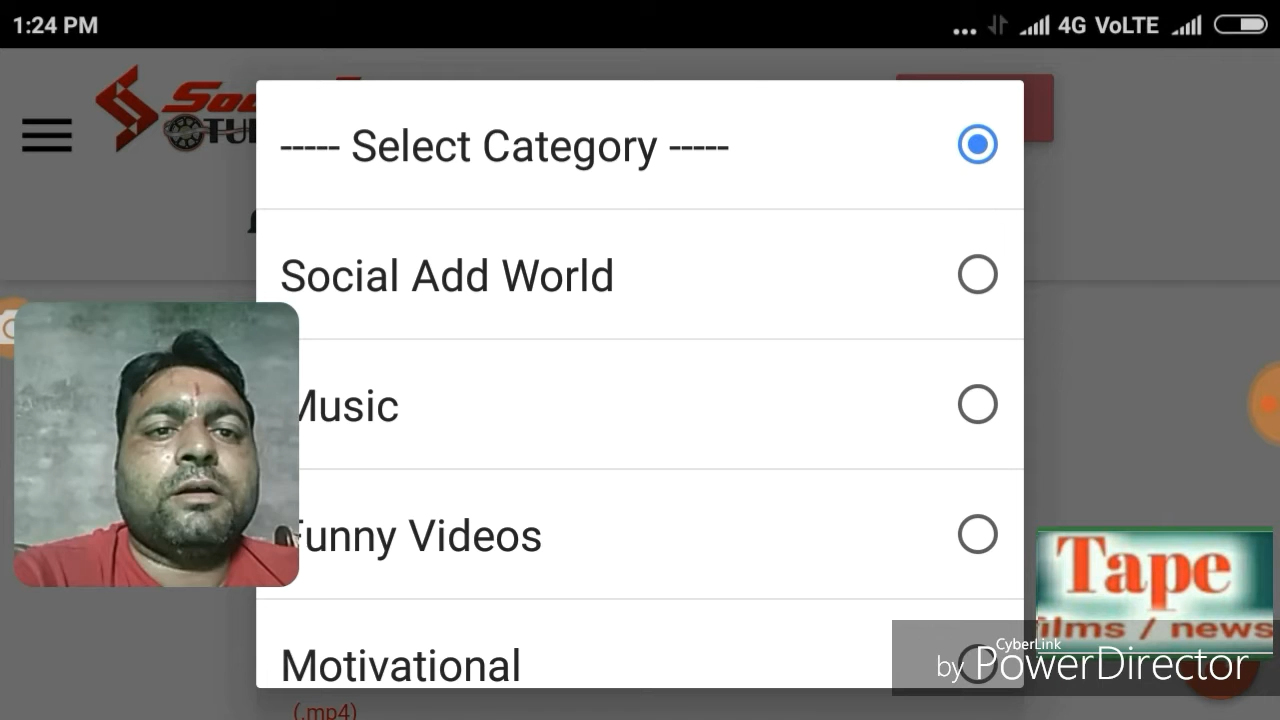 1:24 PM
... 4G VoLTE
----- Select Category -----
Social Add World
Music
Funny Videos
Motivational
(.mp4)
Tape
films / news
CyberLink
by PowerDirector